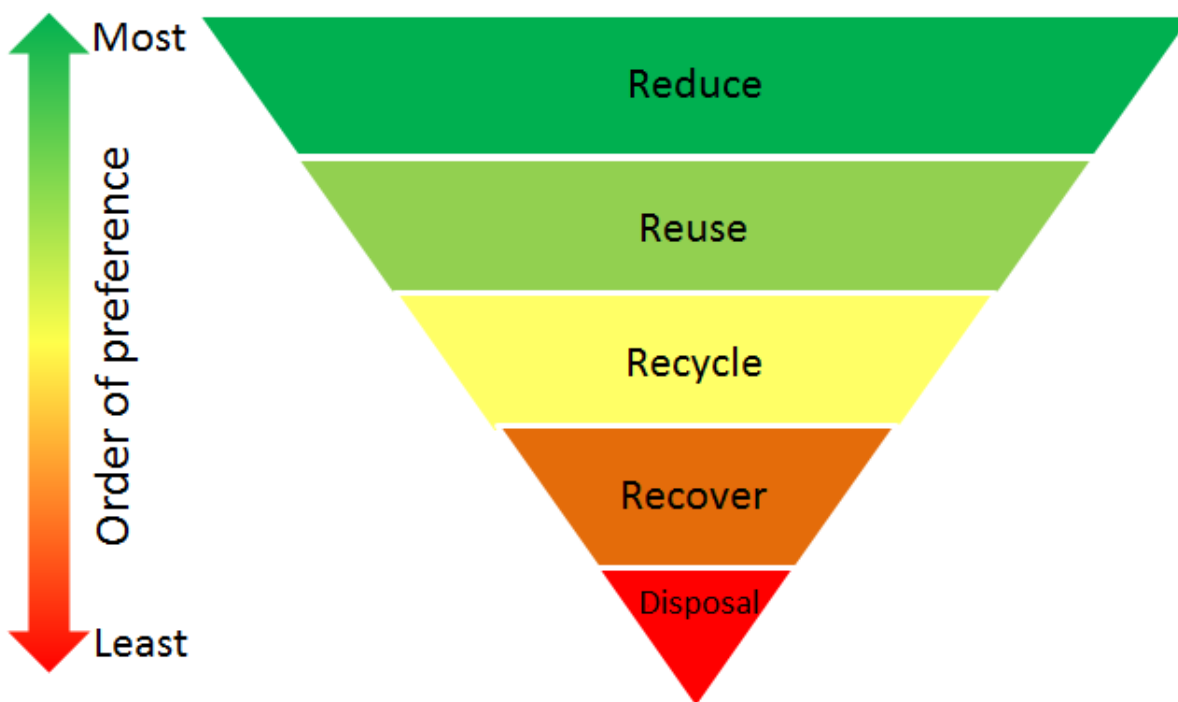 Most
Order of preference
Least
Reduce
Reuse
Recycle
Recover
Disposal